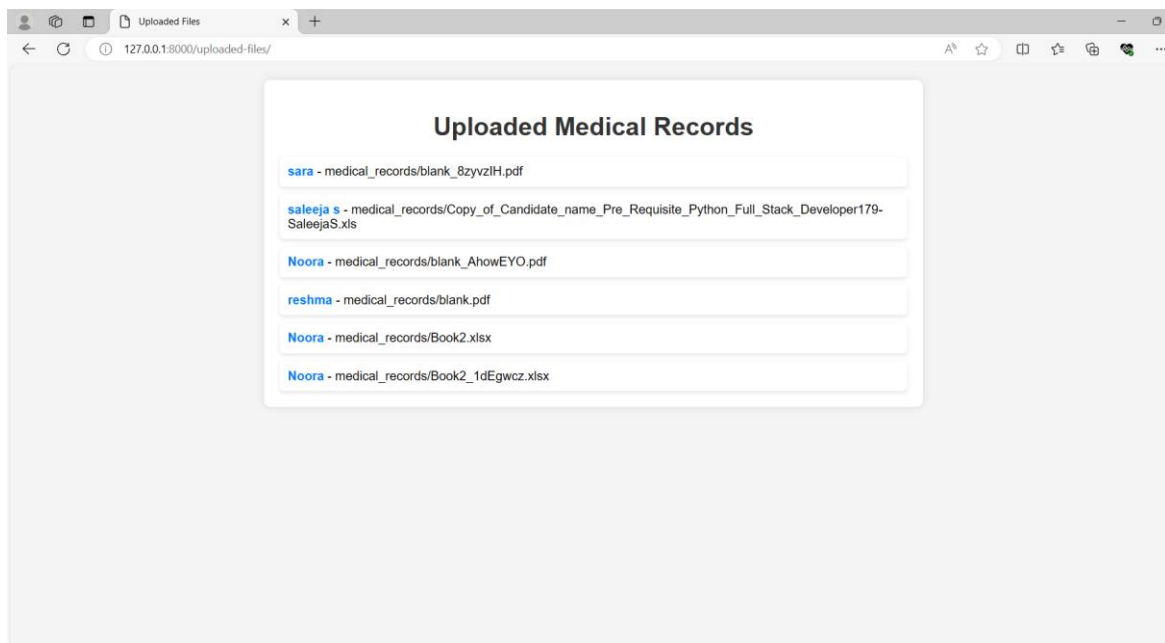 Uploaded Files
127.0.0.1:8000/uploaded-files/
Uploaded Medical Records
sara - medical_records/blank_8zyvzIH.pdf
saleeja s - medical_records/Copy_of_Candidate_name_Pre_Requisite_Python_Full_Stack_Developer179-
SaleejaS.xls
Noora - medical_records/blank_AhowEYO.pdf
reshma - medical_records/blank.pdf
Noora - medical_records/Book2.xlsx
Noora - medical_records/Book2_1dEgwcz.xlsx